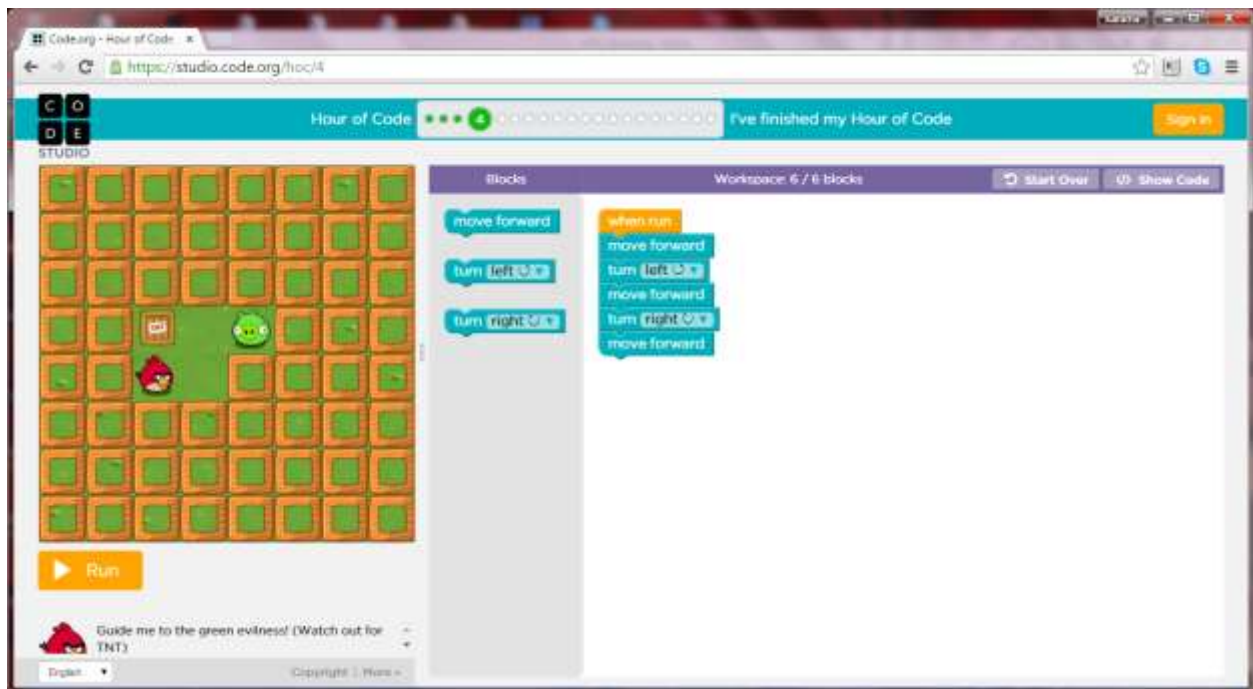 Code.org - Hour of Code
https://studio.code.org/hoc/4
C O
D E
STUDIO
Hour of Code
4
I've finished my Hour of Code
Sign in
Blocks
Workspace: 6 / 6 blocks
Start Over
Show Code
move forward
turn left
turn right
when run
move forward
turn left
move forward
turn right
move forward
TNT
Run
Guide me to the green evilness! (Watch out for
TNT)
English
Copyright | More